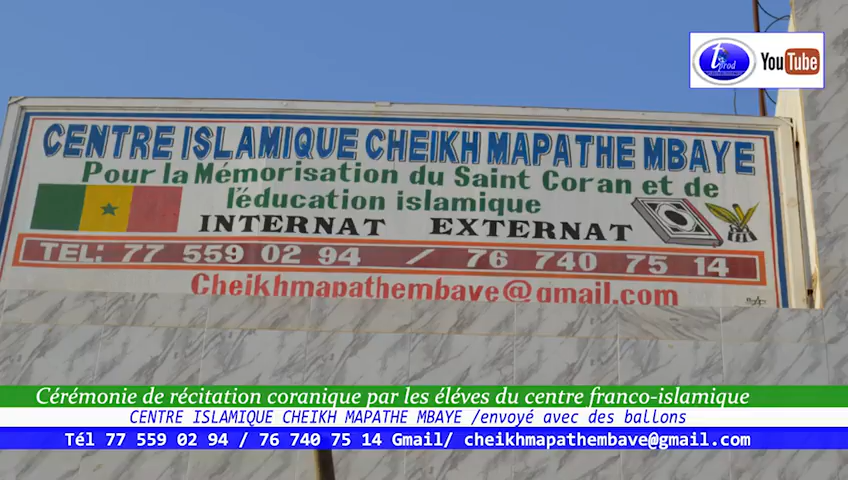 tprod
YouTube
CENTRE ISLAMIQUE CHEIKH MAPATHE MBAYE
Pour la Mémorisation du Saint Coran et de
l'éducation islamique
INTERNAT EXTERNAT
TEL: 77 559 02 94 / 76 740 75 14
Cheikhmapathembaye@gmail.com
Cérémonie de récitation coranique par les éléves du centre franco-islamique
CENTRE ISLAMIQUE CHEIKH MAPATHE MBAYE /envoyé avec des ballons
Tél 77 559 02 94 / 76 740 75 14 Gmail/ cheikhmapathembave@gmail.com